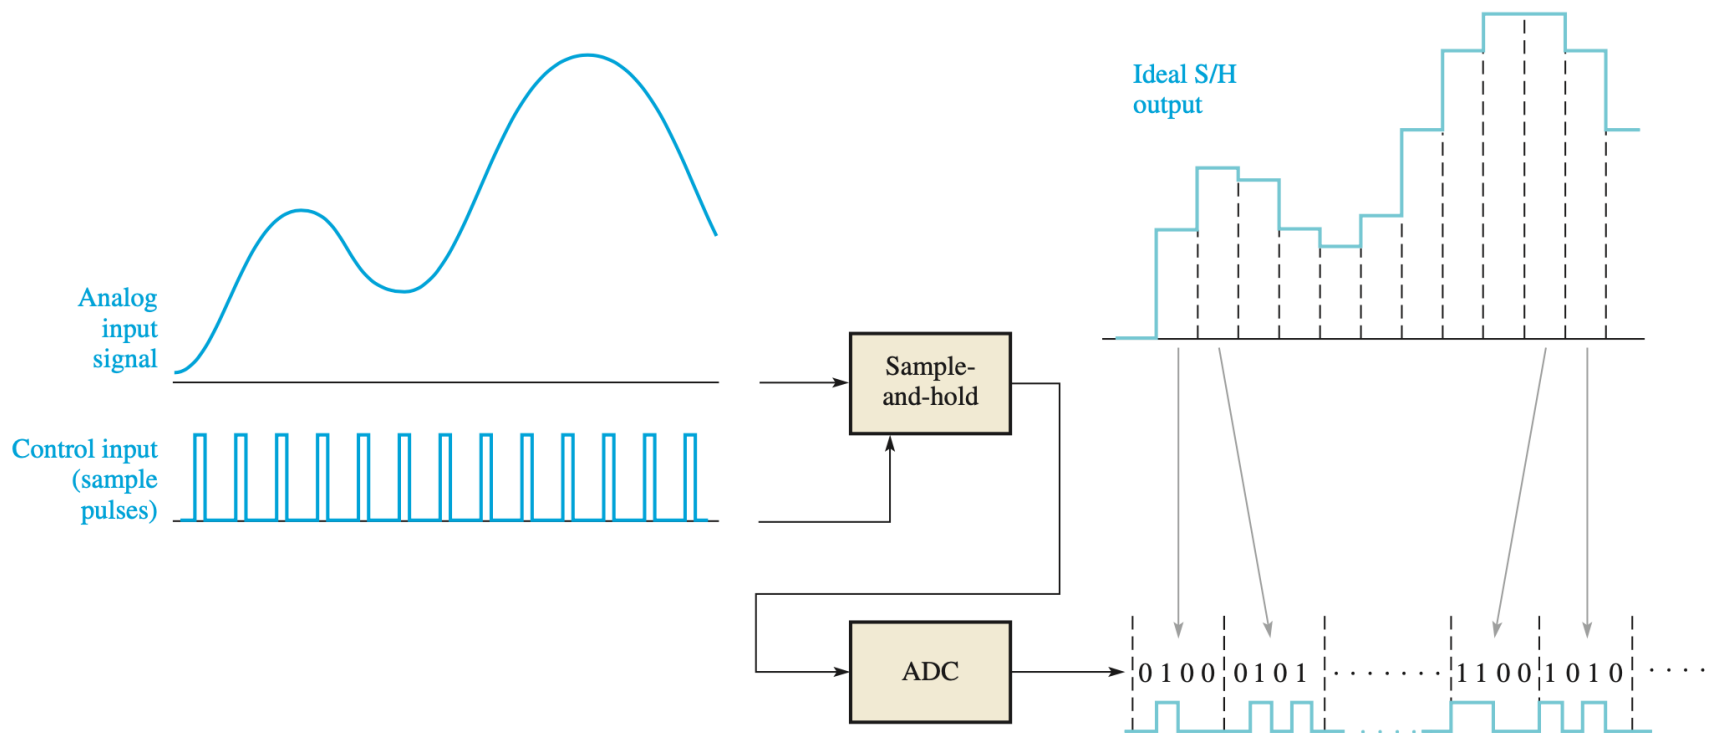 Ideal S/H
output
Analog
input
signal
Sample-
and-hold
Control input
(sample
pulses)
ADC
0 1 0 0 0 1 0 1 . . . . . . . . 1 1 0 0 1 0 1 0 . . . .